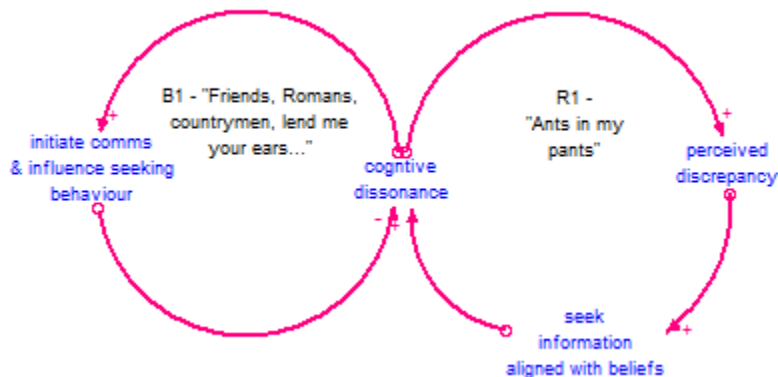 B1 - "Friends, Romans,
countrymen, lend me
your ears..."
R1 -
"Ants in my
pants"
+
initiate comms
& influence seeking
behaviour
cogntive
dissonance
+
perceived
discrepancy
-
+
+
seek
information
aligned with beliefs